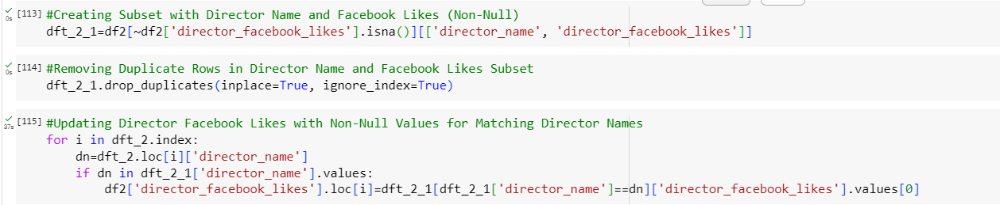 [113] #Creating Subset with Director Name and Facebook Likes (Non-Null)
0s dft_2_1=df2[~df2['director_facebook_likes'].isna()][['director_name', 'director_facebook_likes']]
[114] #Removing Duplicate Rows in Director Name and Facebook Likes Subset
0s dft_2_1.drop_duplicates(inplace=True, ignore_index=True)
[115] #Updating Director Facebook Likes with Non-Null Values for Matching Director Names
37s for i in dft_2.index:
dn=dft_2.loc[i]['director_name']
if dn in dft_2_1['director_name'].values:
df2['director_facebook_likes'].loc[i]=dft_2_1[dft_2_1['director_name']==dn]['director_facebook_likes'].values[0]